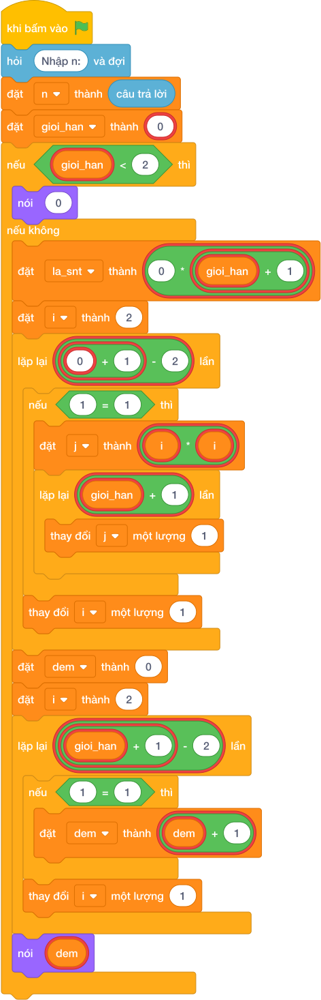 khi bấm vào
hỏi Nhập n: và đợi
đặt n thành câu trả lời
đặt gioi_han thành 0
nếu gioi_han < 2 thì
nói 0
nếu không
đặt la_snt thành 0 * gioi_han + 1
đặt i thành 2
lặp lại 0 + 1 - 2 lần
nếu 1 = 1 thì
đặt j thành i * i
lặp lại gioi_han + 1 lần
thay đổi j một lượng 1
thay đổi i một lượng 1
đặt dem thành 0
đặt i thành 2
lặp lại gioi_han + 1 - 2 lần
nếu 1 = 1 thì
đặt dem thành dem + 1
thay đổi i một lượng 1
nói dem